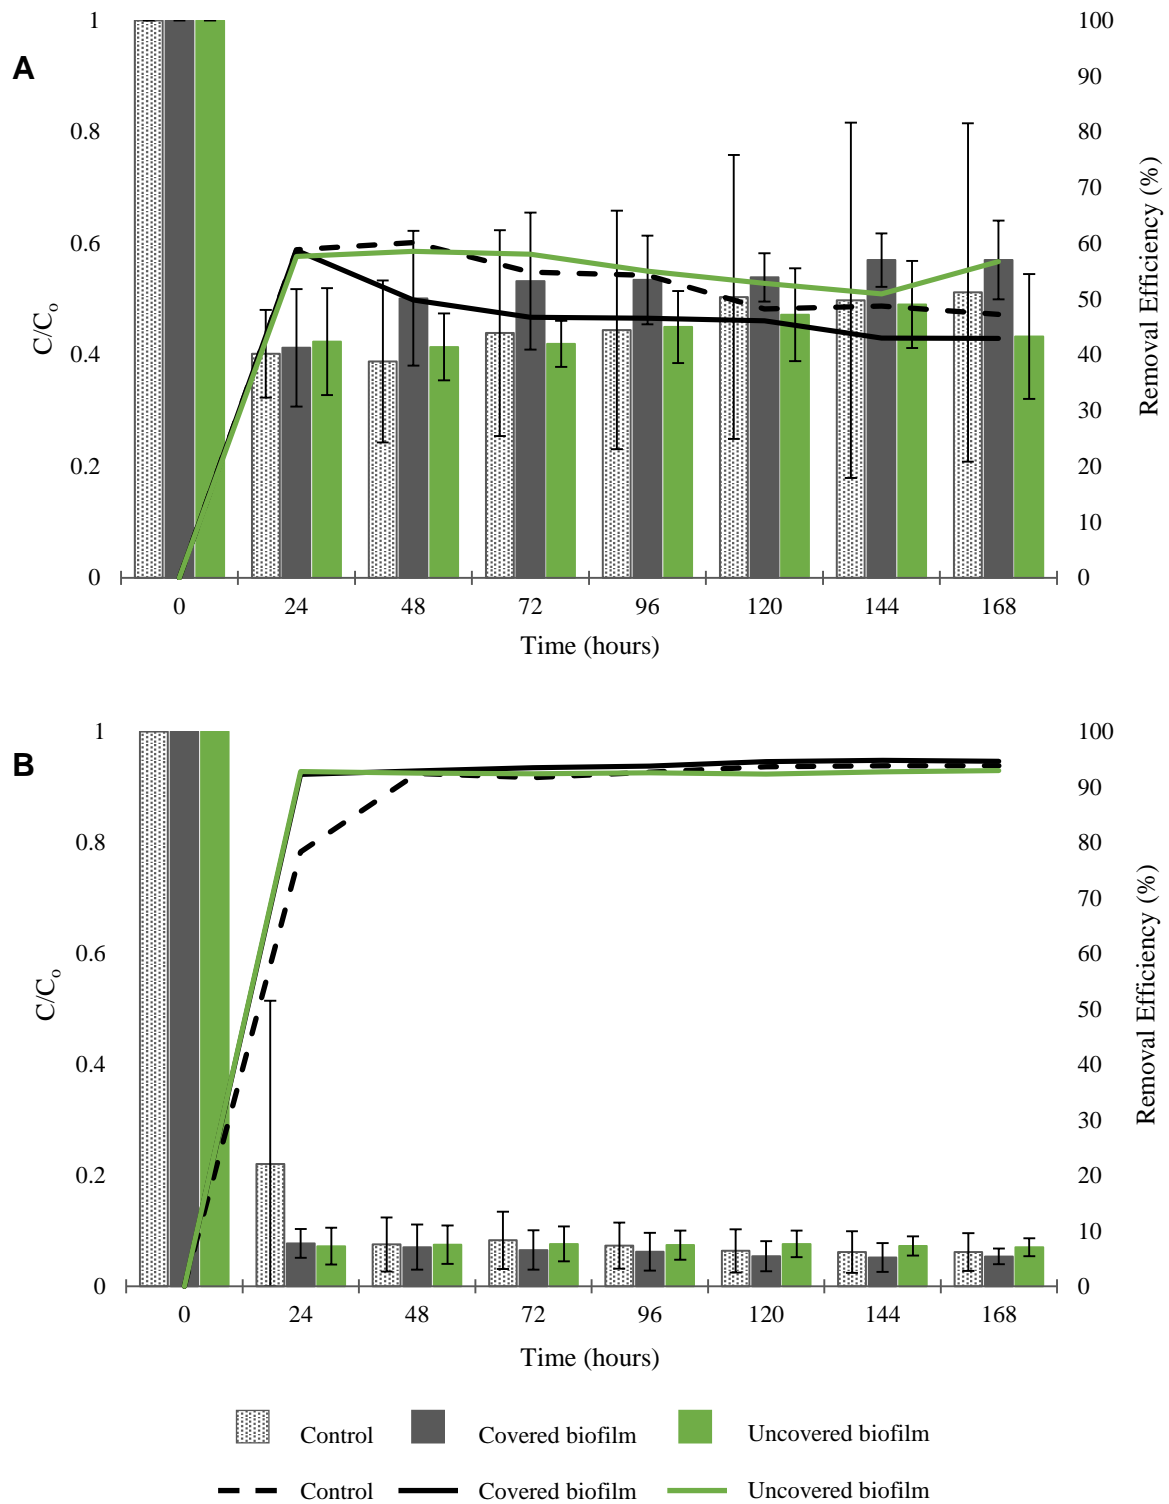 A
1
0.8
0.6
0.4
0.2
0
C/Co
100
90
80
70
60
50
40
30
20
10
0
Removal Efficiency (%)
0 24 48 72 96 120 144 168
Time (hours)
B
1
0.8
0.6
0.4
0.2
0
C/Co
100
90
80
70
60
50
40
30
20
10
0
Removal Efficiency (%)
0 24 48 72 96 120 144 168
Time (hours)
Control Covered biofilm Uncovered biofilm
Control Covered biofilm Uncovered biofilm